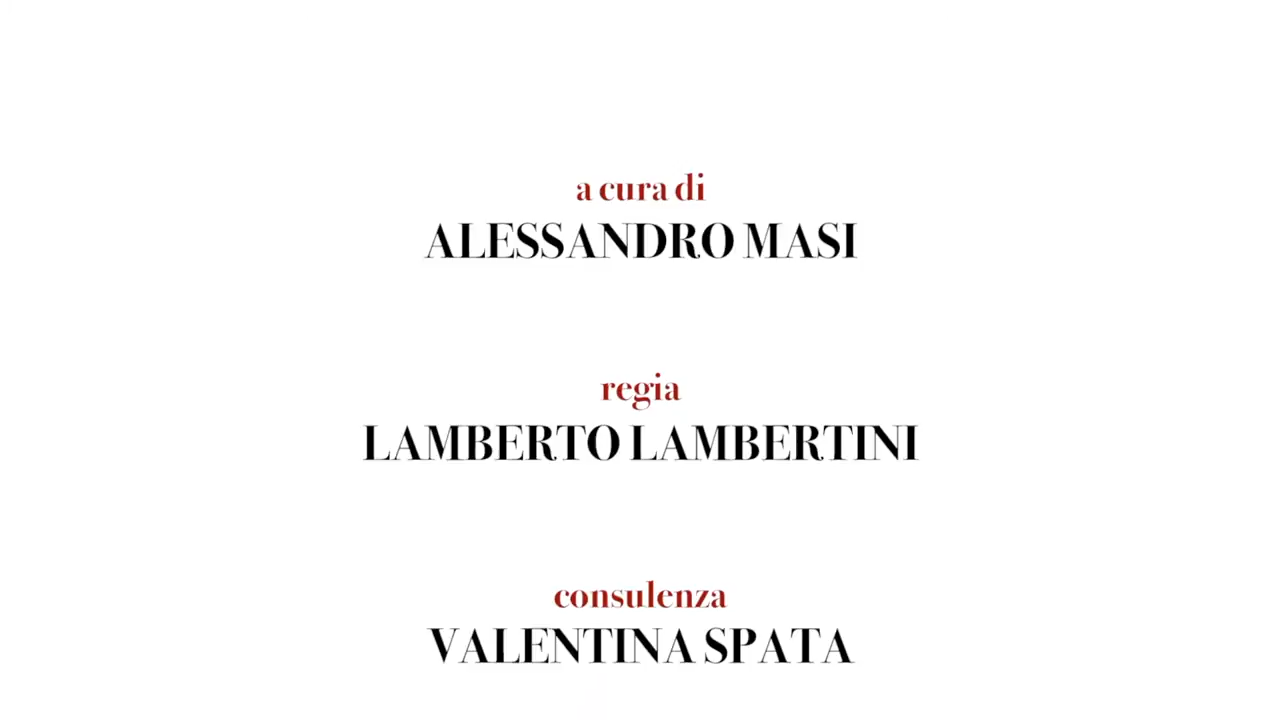 a cura di
ALESSANDRO MASI
regia
LAMBERTO LAMBERTINI
consulenza
VALENTINA SPATA